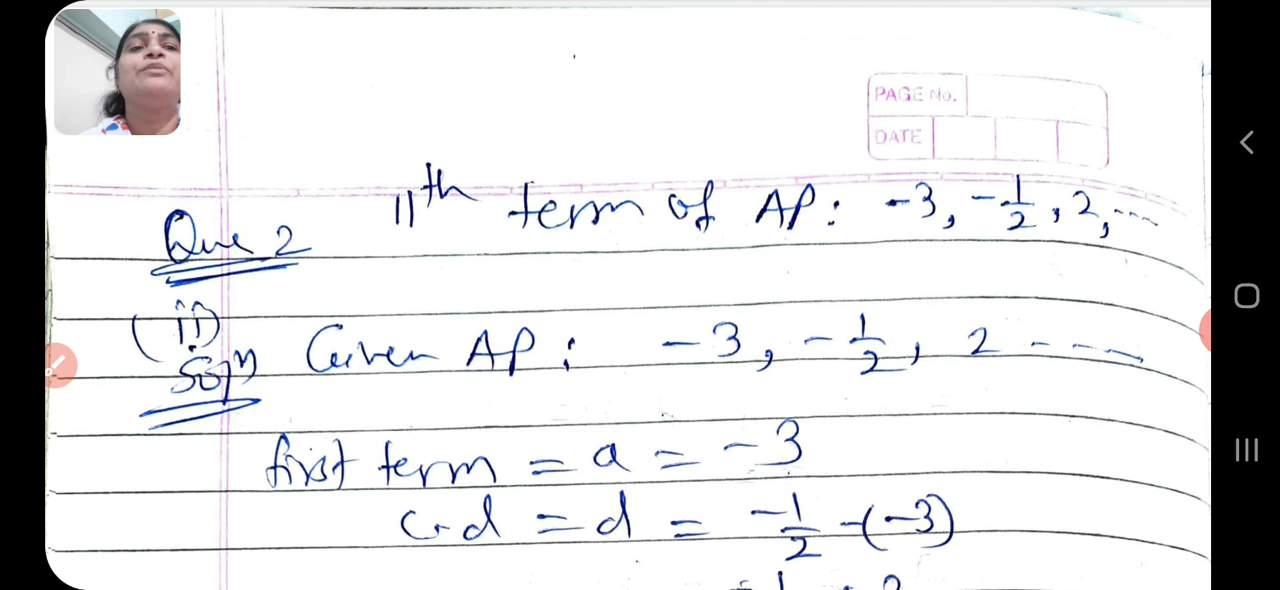 PAGE No.
DATE
Que 2 11th term of AP: -3, -1/2, 2, ...
(ii)
Soln Given AP: -3, -1/2, 2 ----
first term = a = -3
c.d = d = -1/2 -(-3)